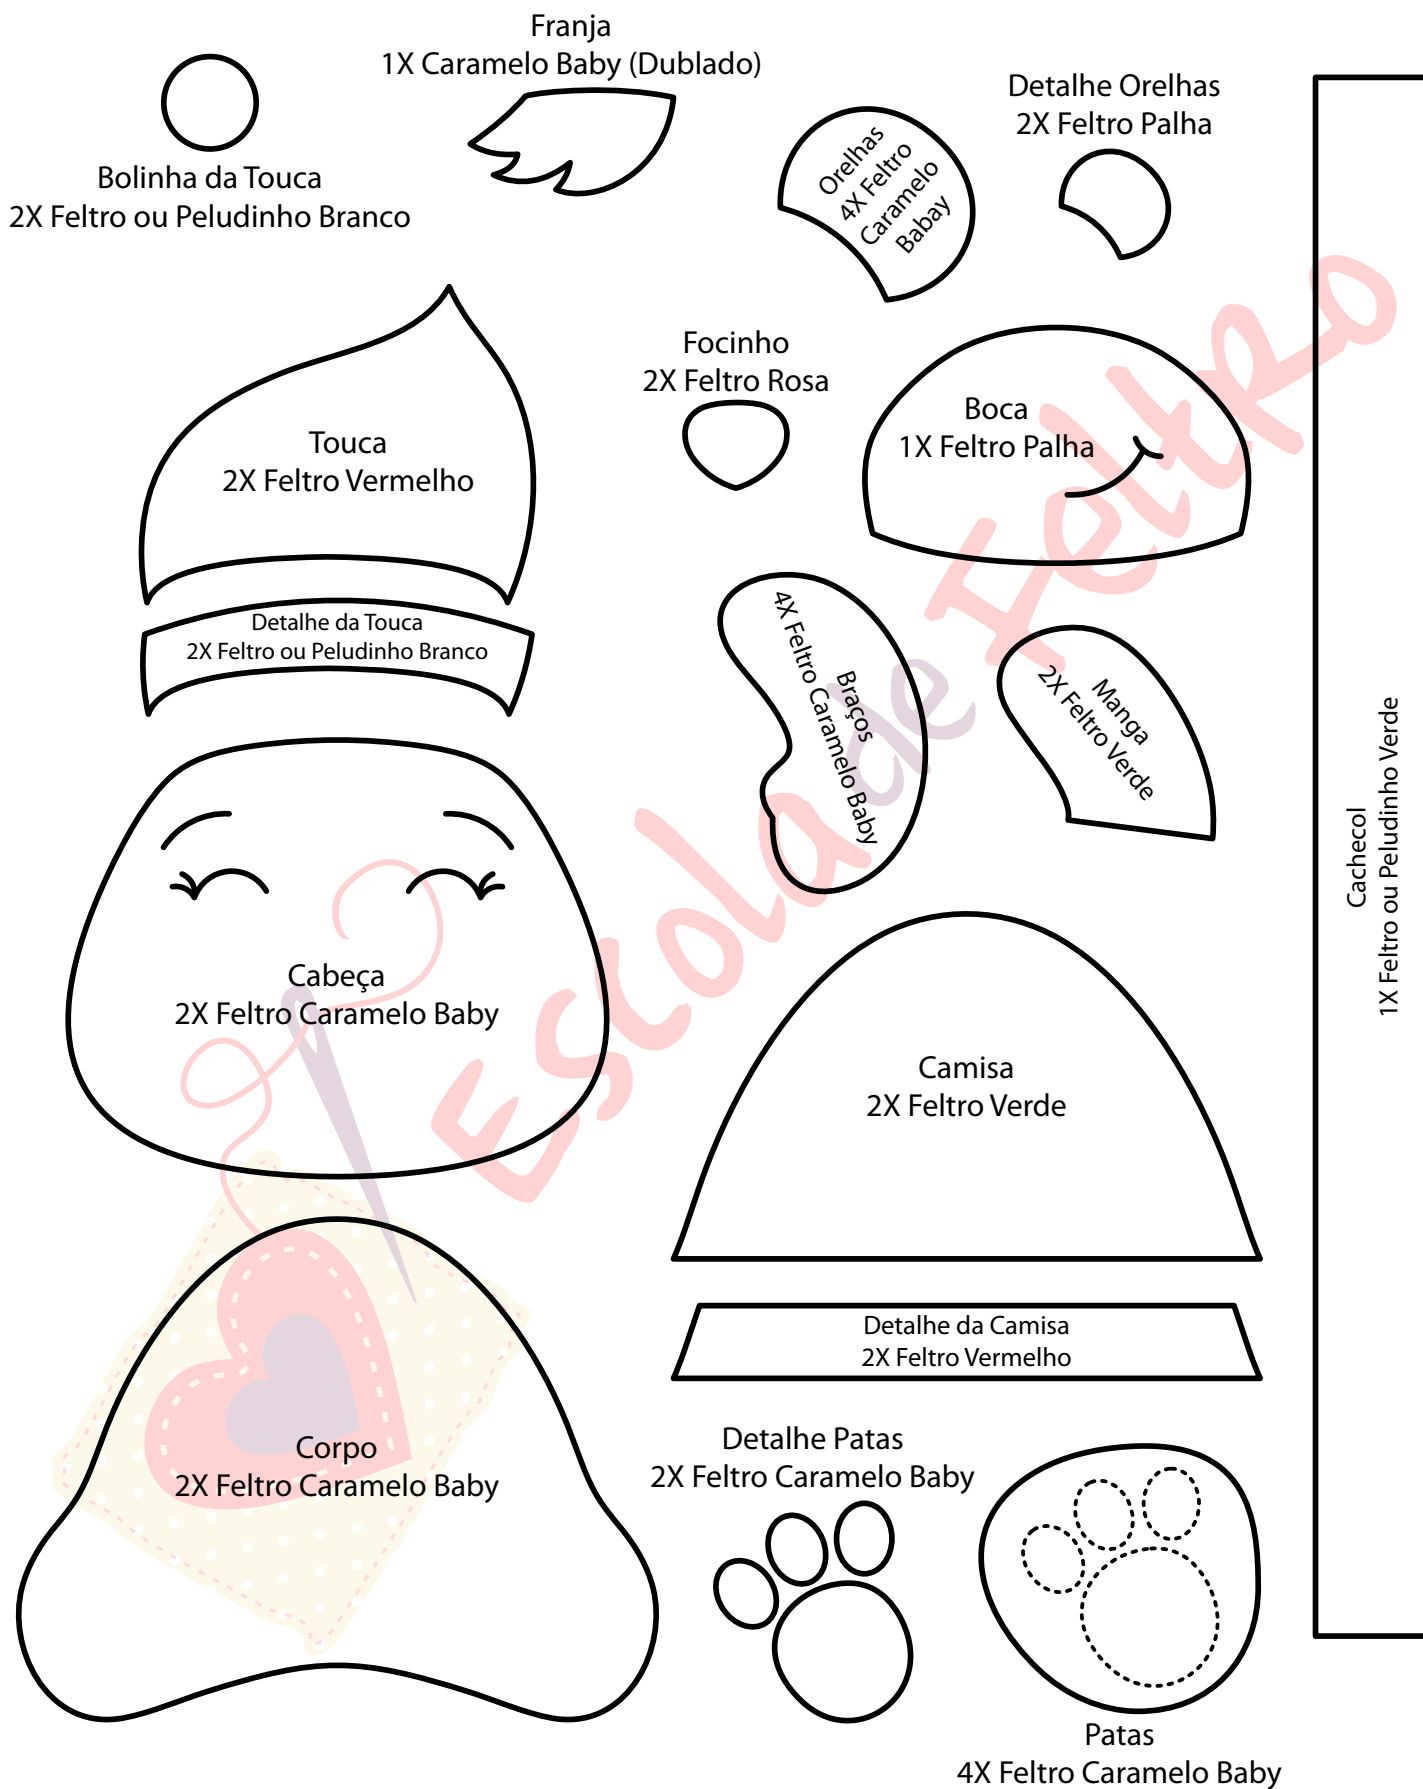 Franja
1X Caramelo Baby (Dublado)
Bolinha da Touca
2X Feltro ou Peludinho Branco
Orelhas
4X Feltro
Caramelo
Babay
Detalhe Orelhas
2X Feltro Palha
Touca
2X Feltro Vermelho
Focinho
2X Feltro Rosa
Boca
1X Feltro Palha
Detalhe da Touca
2X Feltro ou Peludinho Branco
Braços
4X Feltro Caramelo Baby
Manga
2X Feltro Verde
Cachecol
1X Feltro ou Peludinho Verde
Cabeça
2X Feltro Caramelo Baby
Camisa
2X Feltro Verde
Detalhe da Camisa
2X Feltro Vermelho
Corpo
2X Feltro Caramelo Baby
Detalhe Patas
2X Feltro Caramelo Baby
Patas
4X Feltro Caramelo Baby
Escola de Feltro